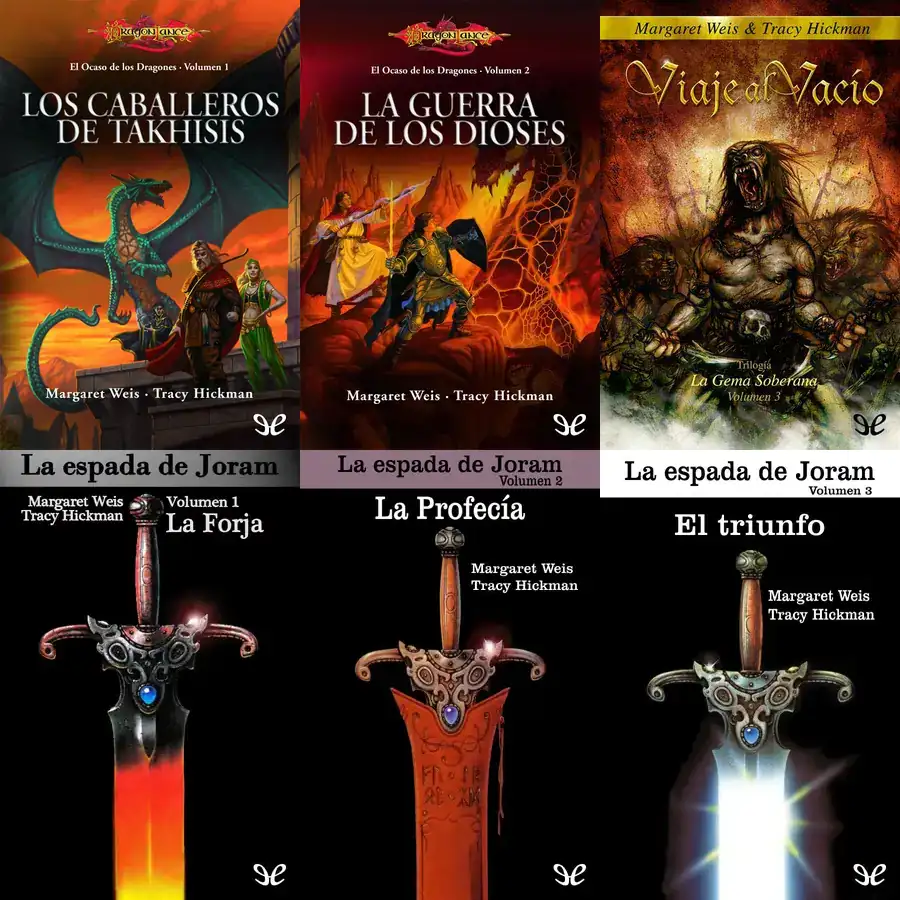 DRAGONLANCE
El Ocaso de los Dragones · Volumen 1
LOS CABALLEROS
DE TAKHISIS
Margaret Weis · Tracy Hickman
DRAGONLANCE
El Ocaso de los Dragones · Volumen 2
LA GUERRA
DE LOS DIOSES
Margaret Weis · Tracy Hickman
Margaret Weis & Tracy Hickman
Viaje al Vacío
Trilogía
La Gema Soberana
Volumen 3
La espada de Joram
Margaret Weis
Tracy Hickman
Volumen 1
La Forja
La espada de Joram
Volumen 2
La Profecía
Margaret Weis
Tracy Hickman
La espada de Joram
Volumen 3
El triunfo
Margaret Weis
Tracy Hickman